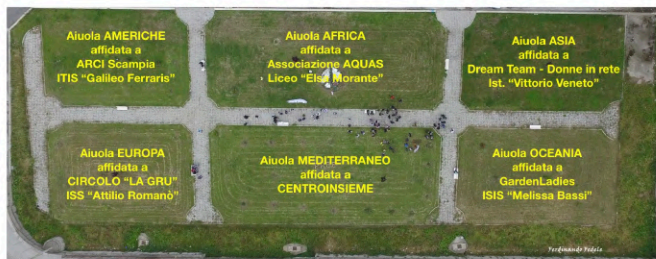 Aiuola AMERICHE
affidata a
ARCI Scampia
ITIS “Galileo Ferraris”
Aiuola AFRICA
affidata a
Associazione AQUAS
Liceo “Elsa Morante”
Aiuola ASIA
affidata a
Dream Team - Donne in rete
Ist. “Vittorio Veneto”
Aiuola EUROPA
affidata a
CIRCOLO “LA GRU”
ISS “Attilio Romanò”
Aiuola MEDITERRANEO
affidata a
CENTROINSIEME
Aiuola OCEANIA
affidata a
GardenLadies
ISIS “Melissa Bassi”
Ferdinando